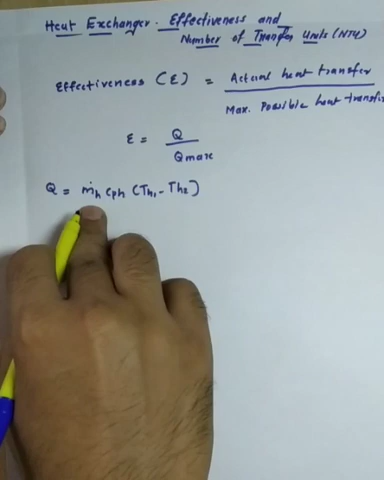 Heat Exchanger. Effectiveness and
Number of Transfer Units (NTU)
Effectiveness (ε) = Actual heat transfer
Max. Possible heat transfer
ε = Q
Qmax
Q = ṁh Cph (Th1 - Th2)